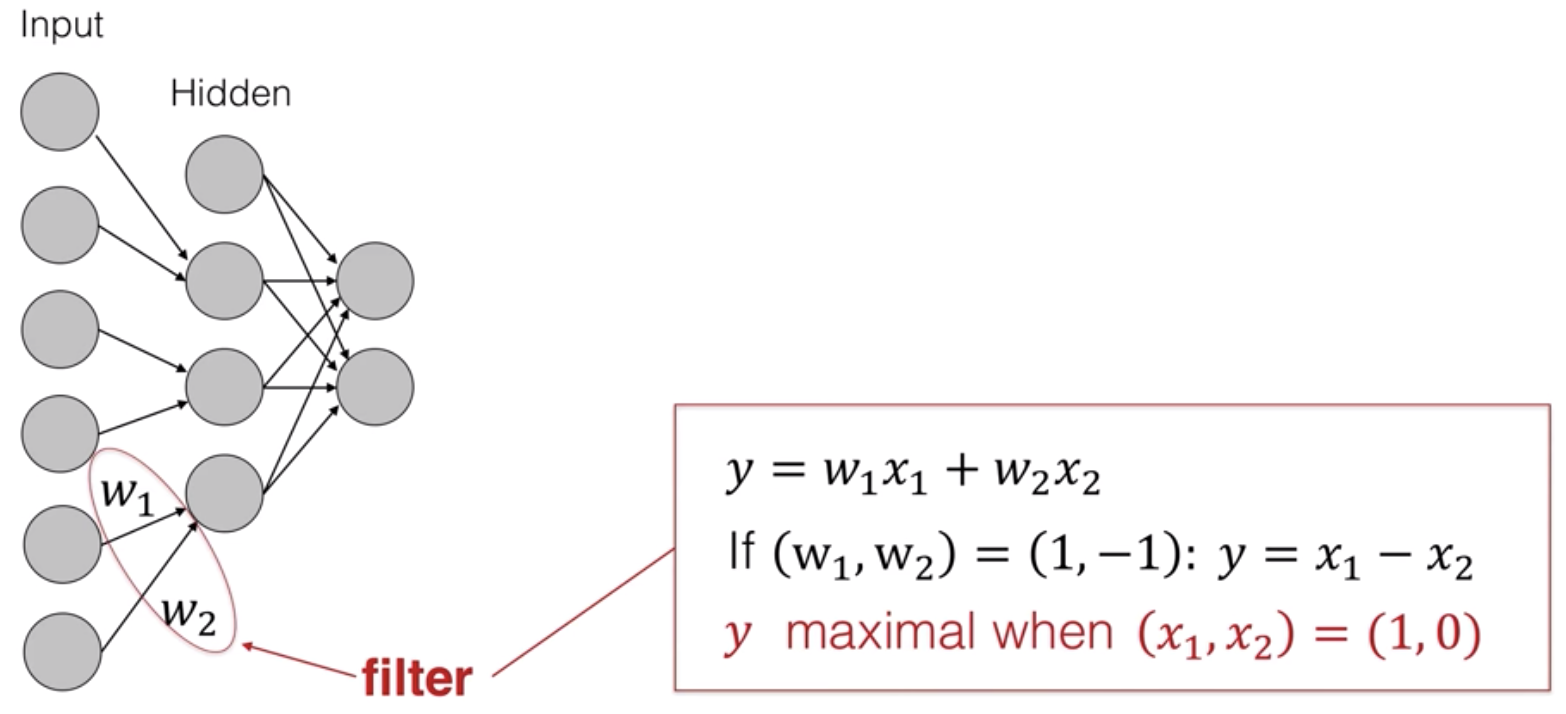 Input
Hidden
w₁
w₂
filter
y = w₁x₁ + w₂x₂
If (w₁, w₂) = (1, −1): y = x₁ − x₂
y maximal when (x₁, x₂) = (1, 0)